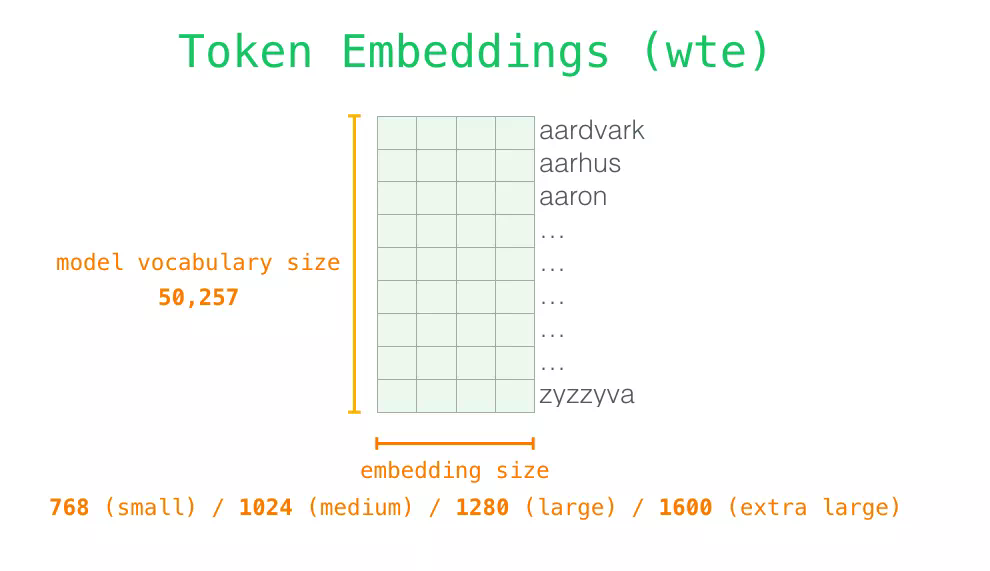 Token Embeddings (wte)
aardvark
aarhus
aaron
...
...
...
...
...
zyzzyva
model vocabulary size
50,257
embedding size
768 (small) / 1024 (medium) / 1280 (large) / 1600 (extra large)